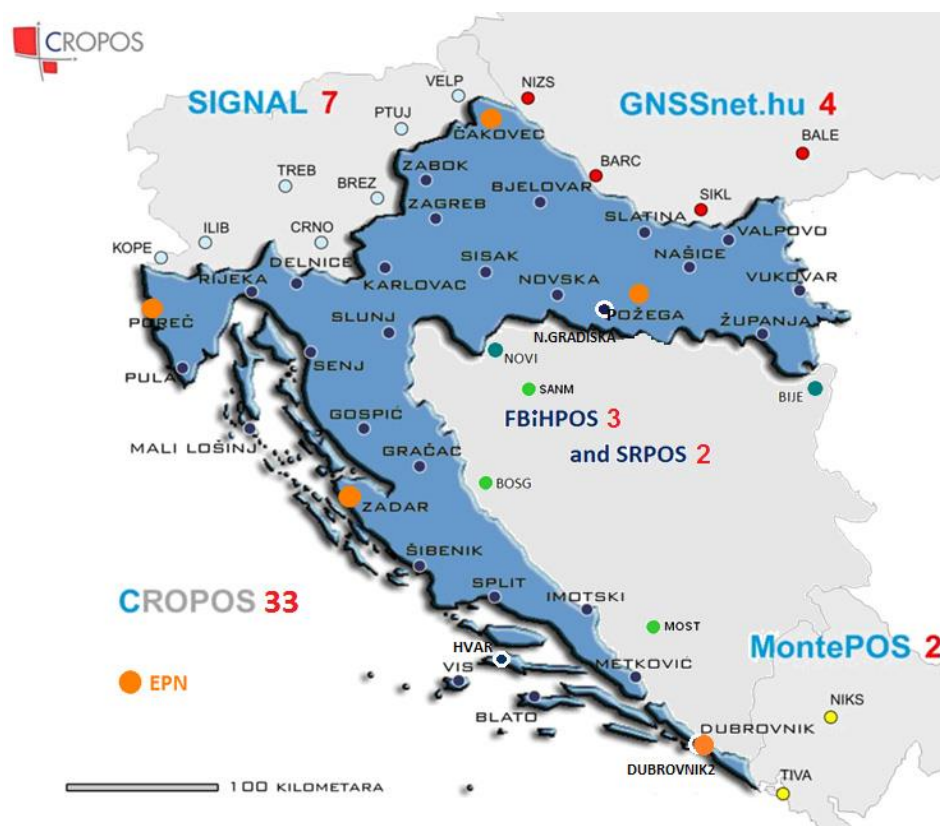 CROPOS
VELP
NIZS
SIGNAL 7
GNSSnet.hu 4
PTUJ
ČAKOVEC
BALE
ZABOK
BARC
TREB
BREZ
BJELOVAR
ZAGREB
SIKL
SLATINA
ILIB
CRNO
VALPOVO
KOPE
DELNICE
SISAK
NAŠICE
RIJEKA
KARLOVAC
NOVSKA
VUKOVAR
POREČ
SLUNJ
POŽEGA
ŽUPANJA
N.GRADIŠKA
NOVI
SENJ
PULA
SANM
BIJE
GOSPIĆ
FBiHPOS 3
MALI LOŠINJ
GRAČAC
and SRPOS 2
BOSG
ZADAR
ŠIBENIK
SPLIT
IMOTSKI
CROPOS 33
MOST
HVAR
MontePOS 2
VIS
METKOVIĆ
EPN
NIKS
BLATO
DUBROVNIK
DUBROVNIK2
TIVA
100 KILOMETARA